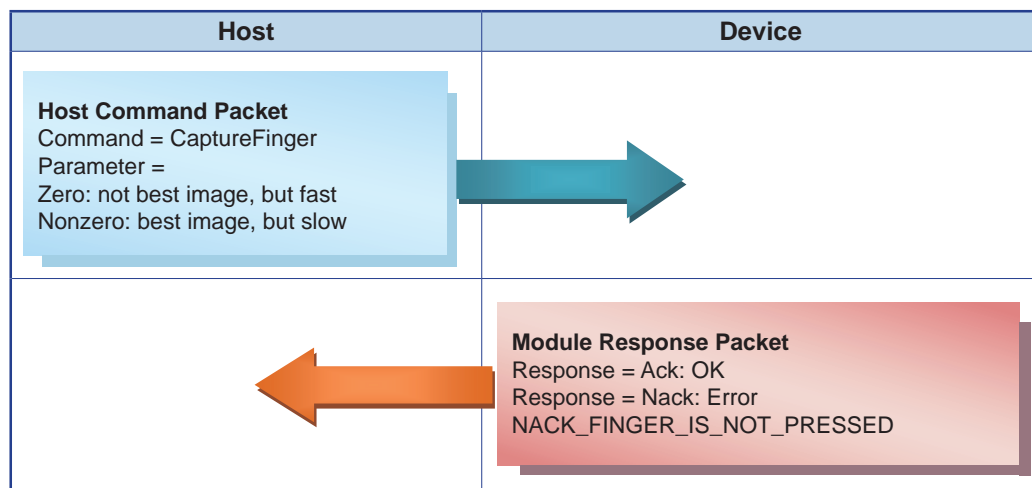 Host
Device
Host Command Packet
Command = CaptureFinger
Parameter =
Zero: not best image, but fast
Nonzero: best image, but slow
Module Response Packet
Response = Ack: OK
Response = Nack: Error
NACK_FINGER_IS_NOT_PRESSED